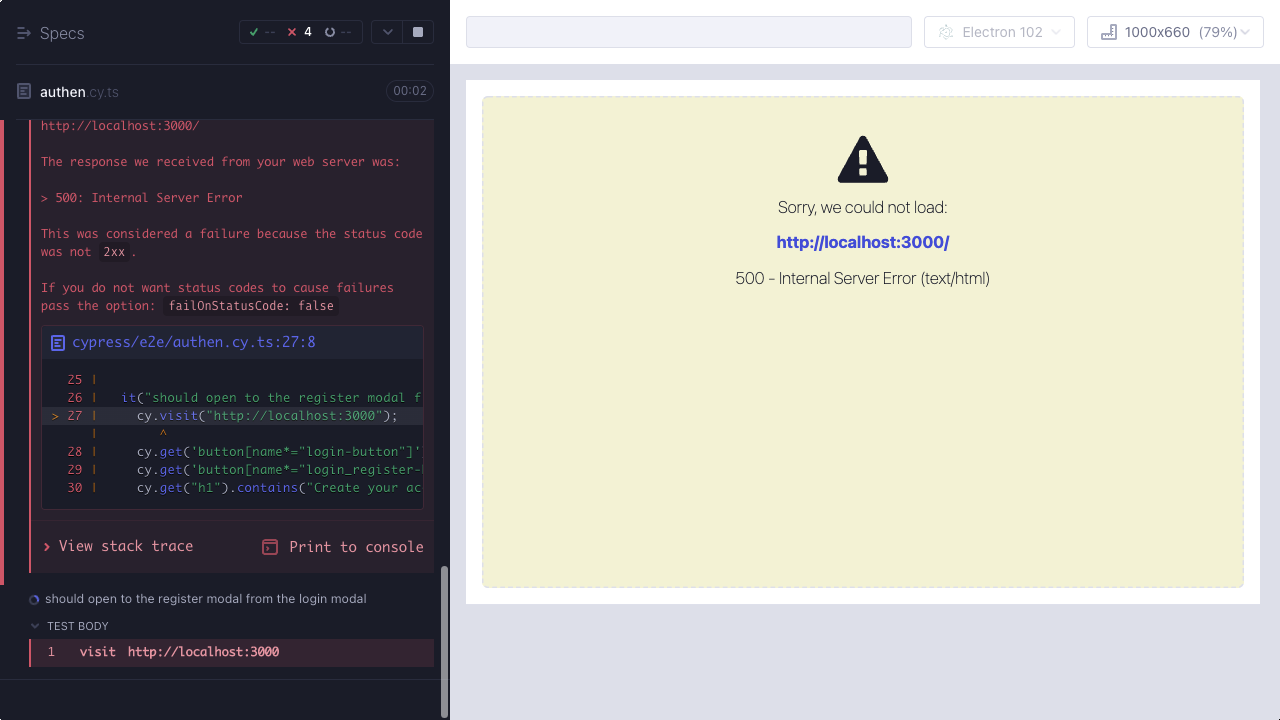 Specs
-- 4 --
authen.cy.ts
00:02
http://localhost:3000/
The response we received from your web server was:
> 500: Internal Server Error
This was considered a failure because the status code
was not 2xx.
If you do not want status codes to cause failures
pass the option: failOnStatusCode: false
cypress/e2e/authen.cy.ts:27:8
25 |
26 | it("should open to the register modal f
> 27 | cy.visit("http://localhost:3000");
| ^
28 | cy.get('button[name*="login-button"]'
29 | cy.get('button[name*="login_register-
30 | cy.get("h1").contains("Create your ac
View stack trace
Print to console
should open to the register modal from the login modal
TEST BODY
1 visit http://localhost:3000
Electron 102
1000x660 (79%)
Sorry, we could not load:
http://localhost:3000/
500 - Internal Server Error (text/html)